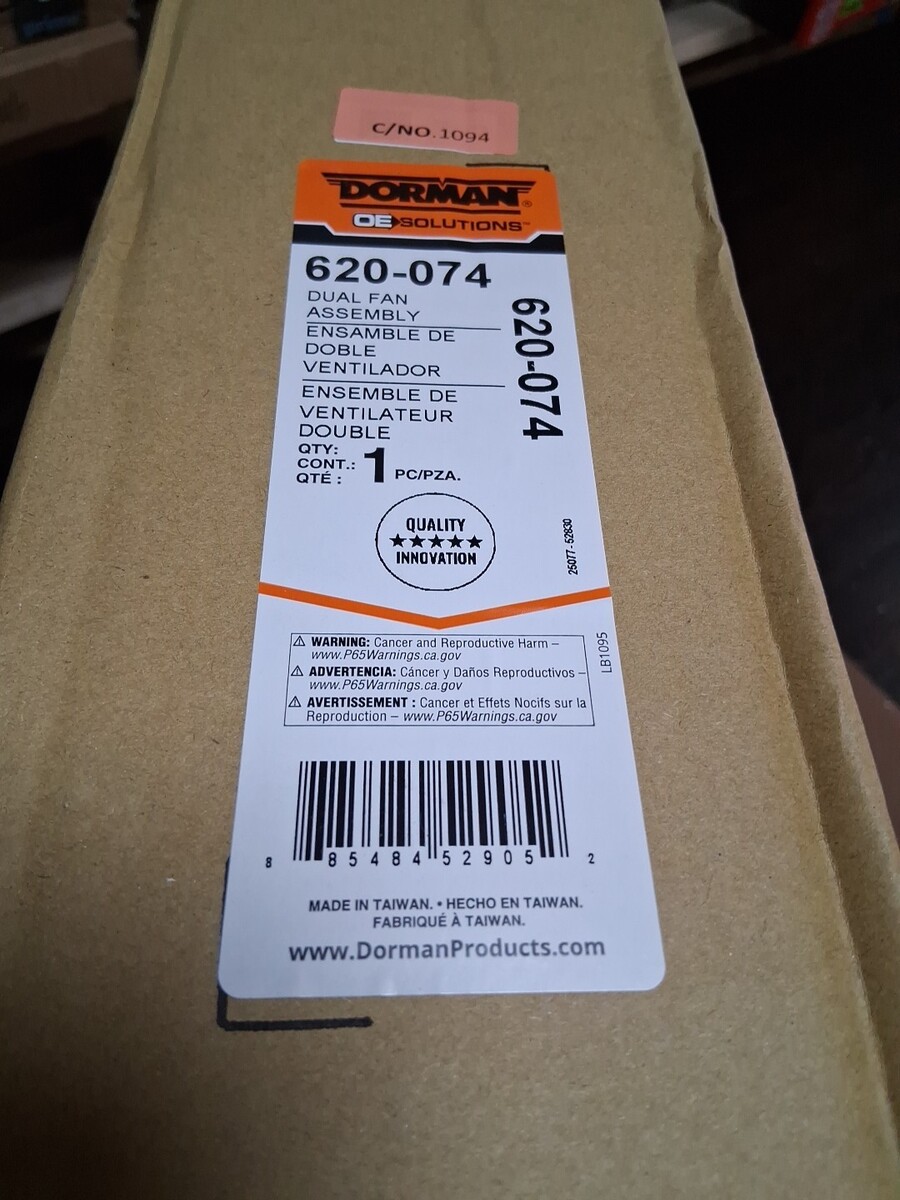 C/NO.1094
DORMAN®
OE SOLUTIONS™
620-074
DUAL FAN
ASSEMBLY
ENSAMBLE DE
DOBLE
VENTILADOR
ENSEMBLE DE
VENTILATEUR
DOUBLE
620-074
QTY:
CONT.:
QTÉ :
1 PC/PZA.
QUALITY
★★★★★
INNOVATION
25077 - 52830
⚠ WARNING: Cancer and Reproductive Harm –
www.P65Warnings.ca.gov
⚠ ADVERTENCIA: Cáncer y Daños Reproductivos –
www.P65Warnings.ca.gov
⚠ AVERTISSEMENT : Cancer et Effets Nocifs sur la
Reproduction – www.P65Warnings.ca.gov
LB1095
8 85484 52905 2
MADE IN TAIWAN. • HECHO EN TAIWAN.
FABRIQUÉ À TAIWAN.
www.DormanProducts.com